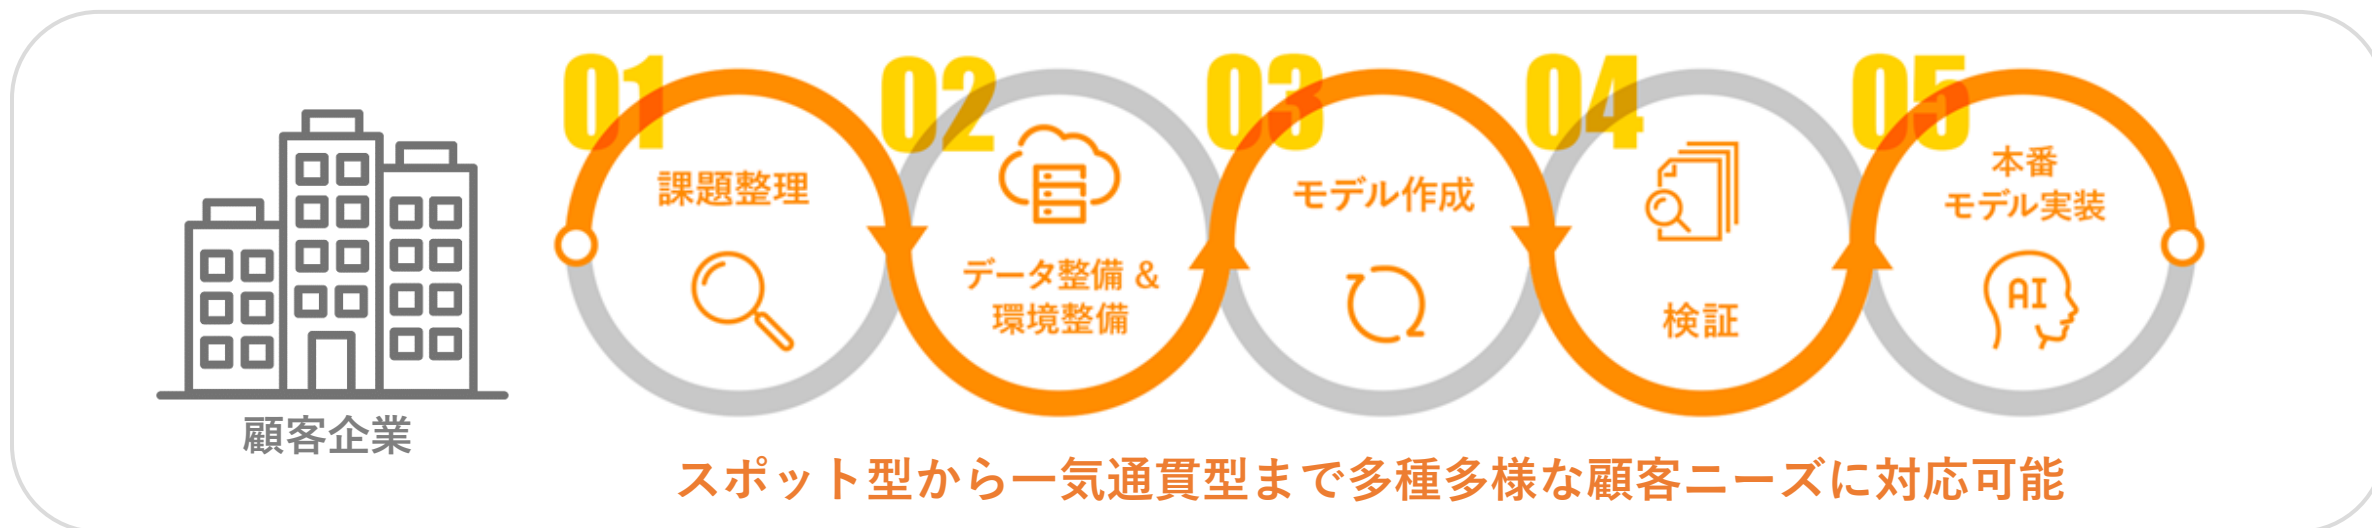 顧客企業
01
課題整理
02
データ整備 &
環境整備
03
モデル作成
04
検証
05
本番
モデル実装
AI
スポット型から一気通貫型まで多種多様な顧客ニーズに対応可能